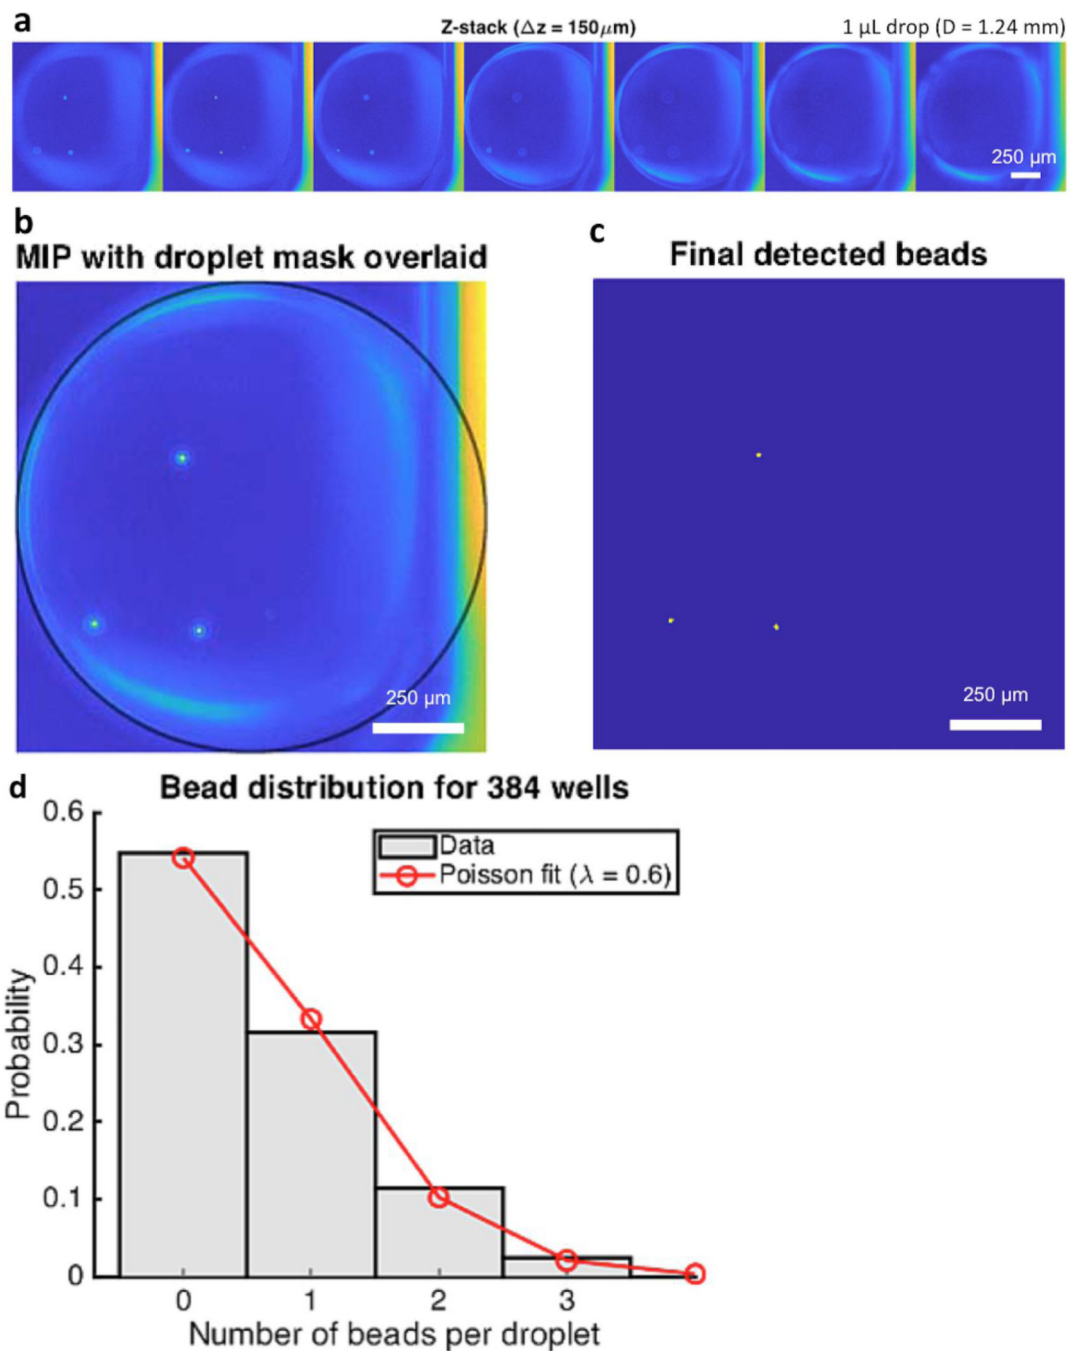 a
Z-stack (Δz = 150μm)
1 µL drop (D = 1.24 mm)
250 µm
b
MIP with droplet mask overlaid
250 µm
c
Final detected beads
250 µm
d
Bead distribution for 384 wells
Data
Poisson fit (λ = 0.6)
Probability
0.6
0.5
0.4
0.3
0.2
0.1
0
0 1 2 3
Number of beads per droplet